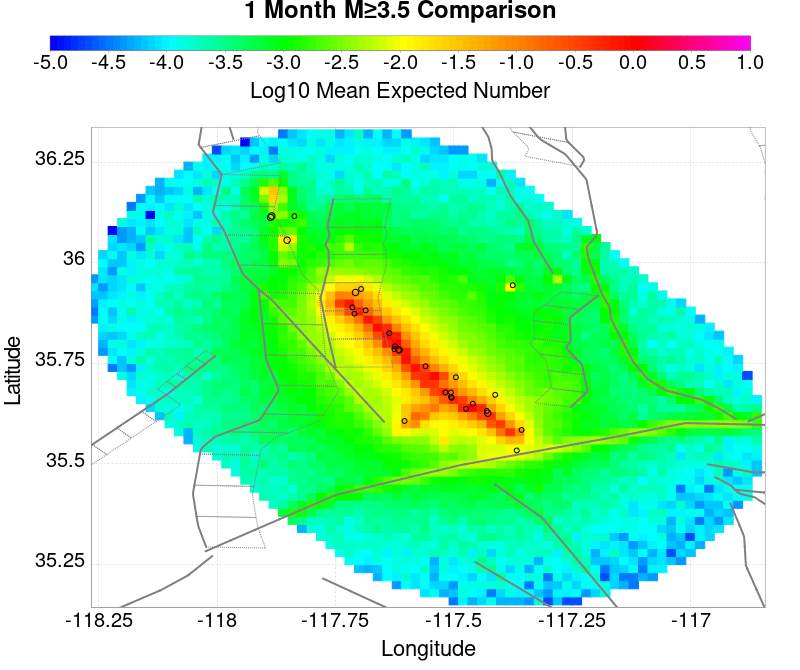 1 Month M≥3.5 Comparison
-5.0 -4.5 -4.0 -3.5 -3.0 -2.5 -2.0 -1.5 -1.0 -0.5 0.0 0.5 1.0
Log10 Mean Expected Number
36.25
36
35.75
35.5
35.25
Latitude
-118.25 -118 -117.75 -117.5 -117.25 -117
Longitude